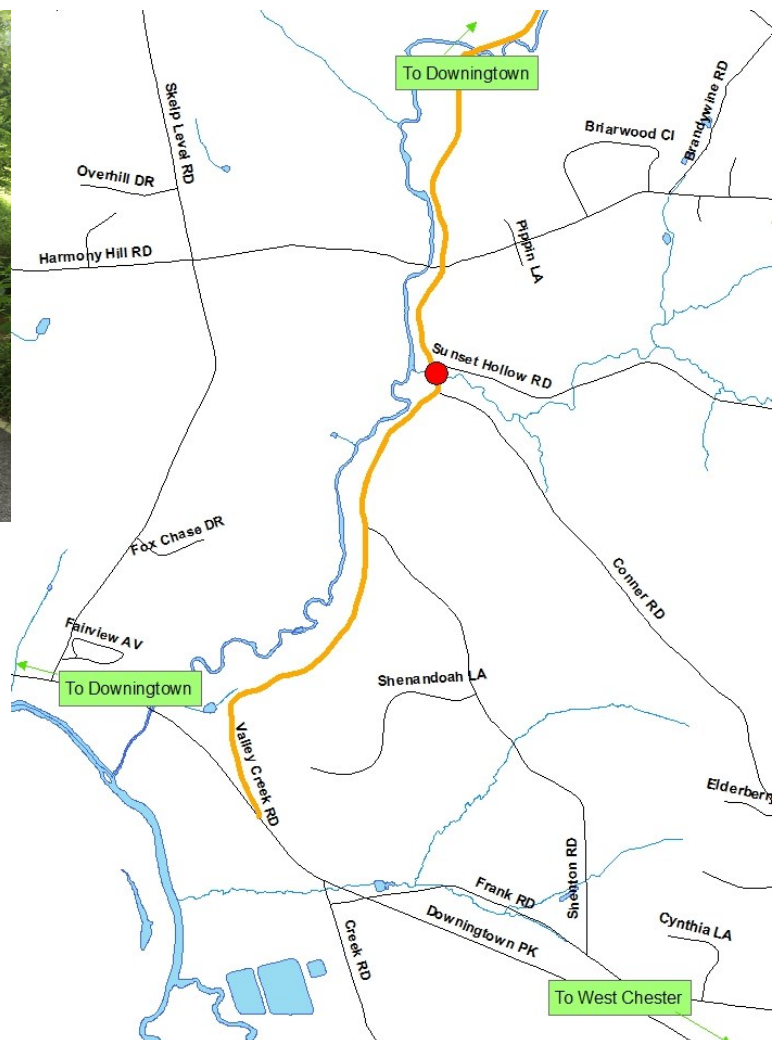 To Downingtown
Skelp Level RD
Overhill DR
Harmony Hill RD
Briarwood CI
Brandywine RD
Pippin LA
Sunset Hollow RD
Fox Chase DR
Conner RD
Fairview AV
To Downingtown
Shenandoah LA
Valley Creek RD
Elderberr
Frank RD
Shenton RD
Downingtown PK
Creek RD
Cynthia LA
To West Chester